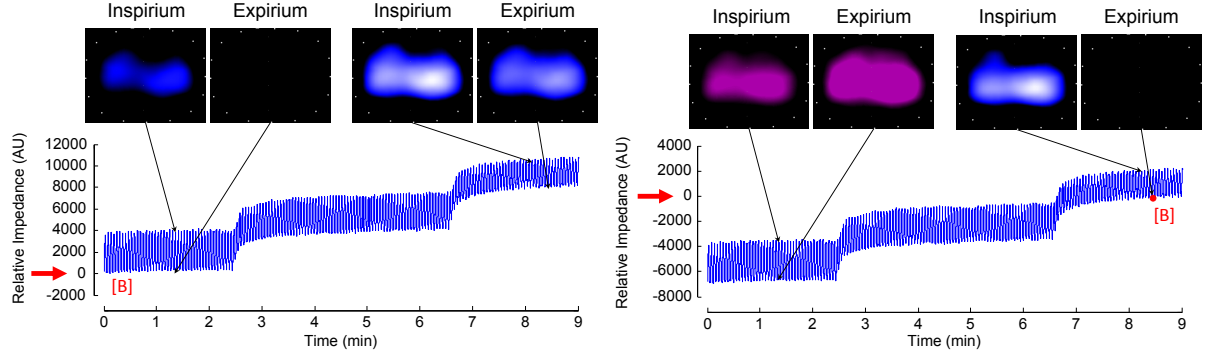 Inspirium Expirium Inspirium Expirium
Relative Impedance (AU)
12000
10000
8000
6000
4000
2000
0
-2000
[B]
0 1 2 3 4 5 6 7 8 9
Time (min)
Inspirium Expirium Inspirium Expirium
Relative Impedance (AU)
4000
2000
0
-2000
-4000
-6000
-8000
[B]
0 1 2 3 4 5 6 7 8 9
Time (min)